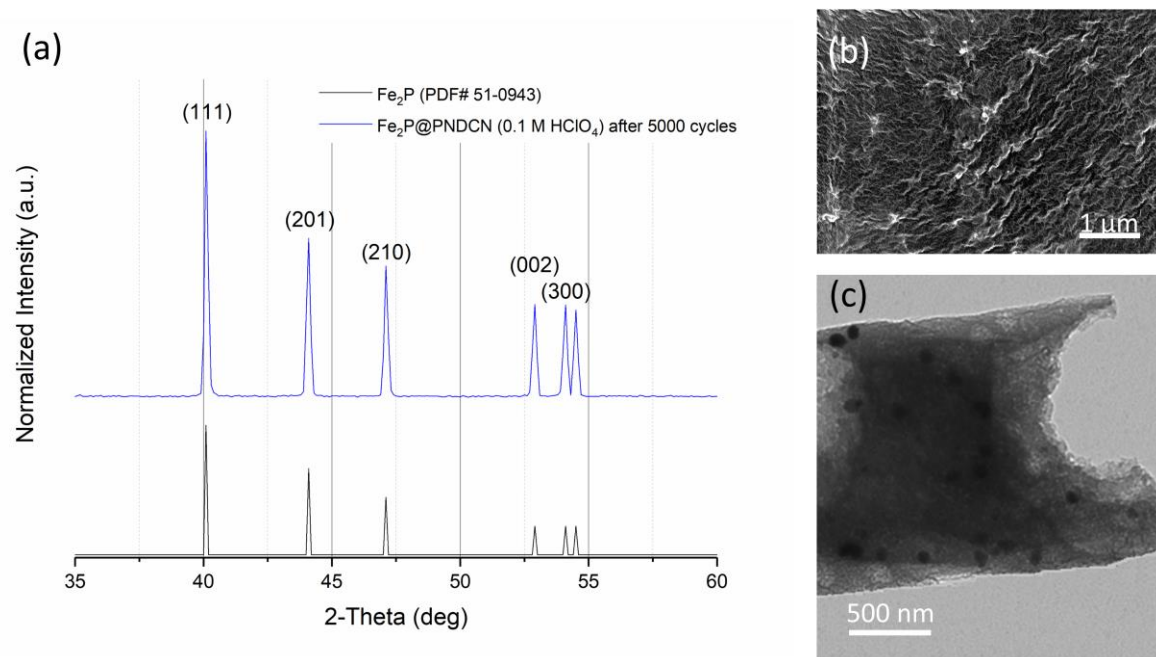 (a)
Fe₂P (PDF# 51-0943)
Fe₂P@PNDCN (0.1 M HClO₄) after 5000 cycles
(111)
(201)
(210)
(002)
(300)
Normalized Intensity (a.u.)
35 40 45 50 55 60
2-Theta (deg)
(b)
1 um
(c)
500 nm